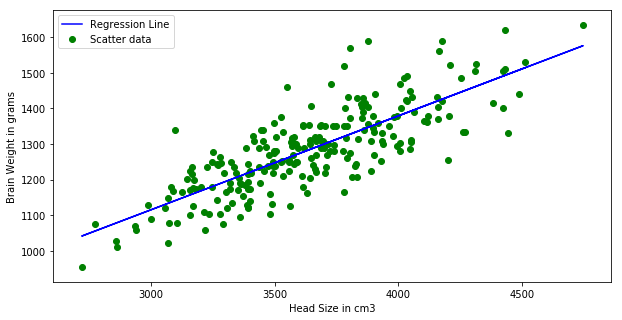 Regression Line
Scatter data
1600
1500
1400
1300
1200
1100
1000
Brain Weight in grams
3000 3500 4000 4500
Head Size in cm3